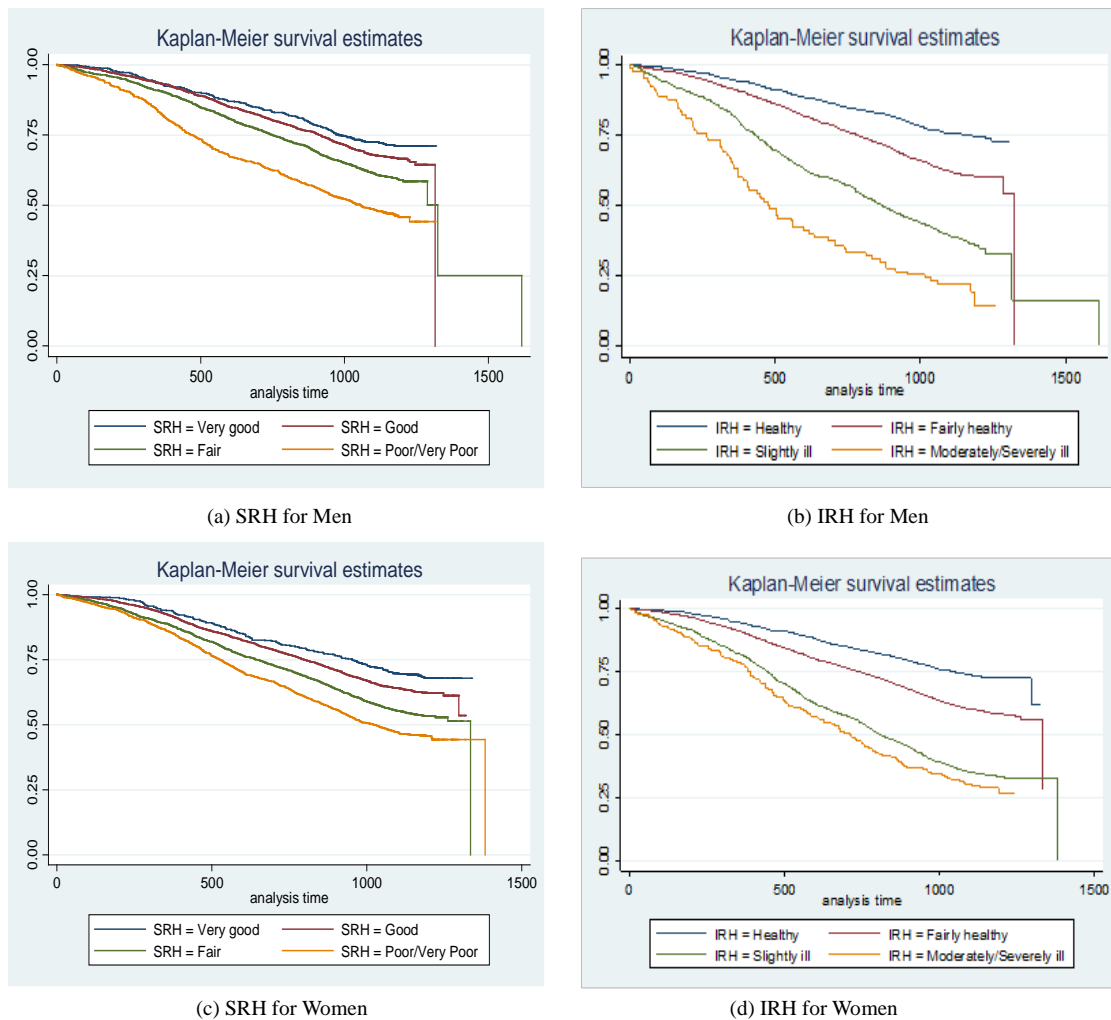 Kaplan-Meier survival estimates
1.00
0.75
0.50
0.25
0.00
0 500 1000 1500
analysis time
SRH = Very good SRH = Good
SRH = Fair SRH = Poor/Very Poor
(a) SRH for Men
Kaplan-Meier survival estimates
1.00
0.75
0.50
0.25
0.00
0 500 1000 1500
analysis time
IRH = Healthy IRH = Fairly healthy
IRH = Slightly ill IRH = Moderately/Severely ill
(b) IRH for Men
Kaplan-Meier survival estimates
1.00
0.75
0.50
0.25
0.00
0 500 1000 1500
analysis time
SRH = Very good SRH = Good
SRH = Fair SRH = Poor/Very Poor
(c) SRH for Women
Kaplan-Meier survival estimates
1.00
0.75
0.50
0.25
0.00
0 500 1000 1500
analysis time
IRH = Healthy IRH = Fairly healthy
IRH = Slightly ill IRH = Moderately/Severely ill
(d) IRH for Women